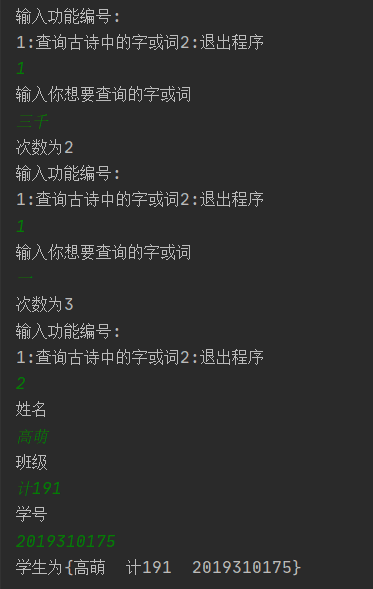 输入功能编号:
1:查询古诗中的字或词2:退出程序
1
输入你想要查询的字或词
三千
次数为2
输入功能编号:
1:查询古诗中的字或词2:退出程序
1
输入你想要查询的字或词
一
次数为3
输入功能编号:
1:查询古诗中的字或词2:退出程序
2
姓名
高萌
班级
计191
学号
2019310175
学生为{高萌  计191  2019310175}